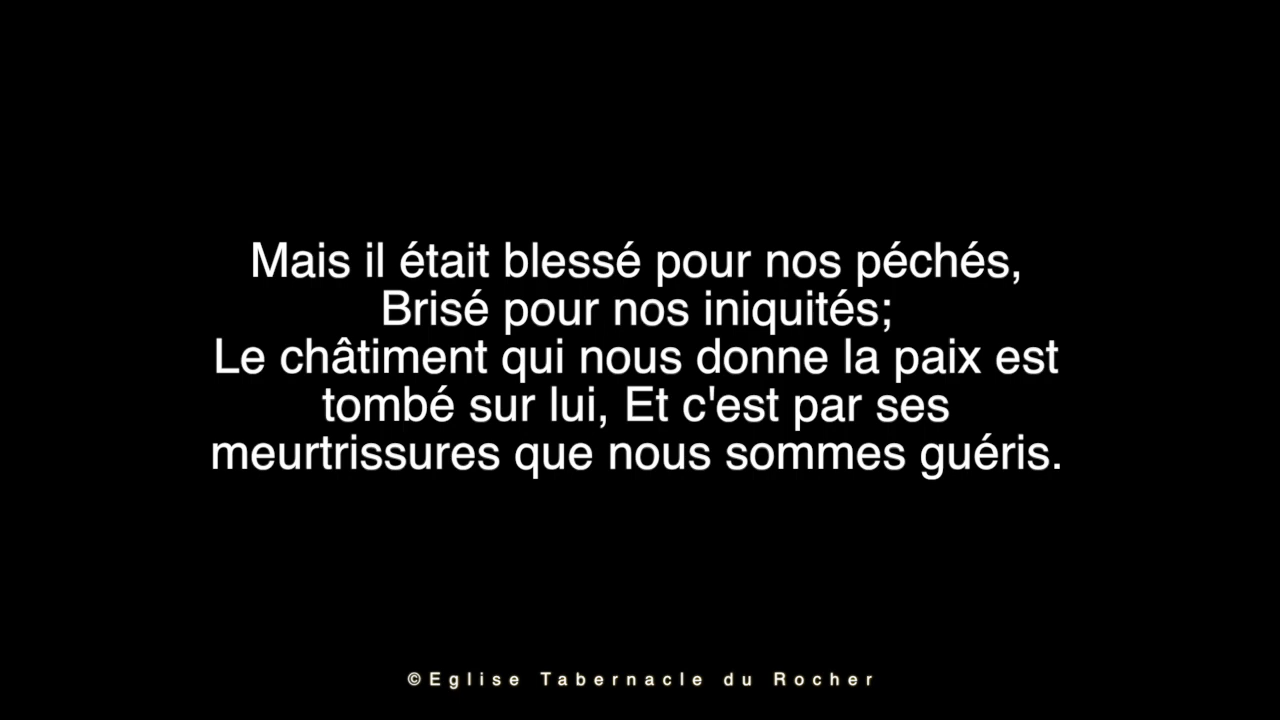 Mais il était blessé pour nos péchés,
Brisé pour nos iniquités;
Le châtiment qui nous donne la paix est
tombé sur lui, Et c'est par ses
meurtrissures que nous sommes guéris.
©Eglise Tabernacle du Rocher